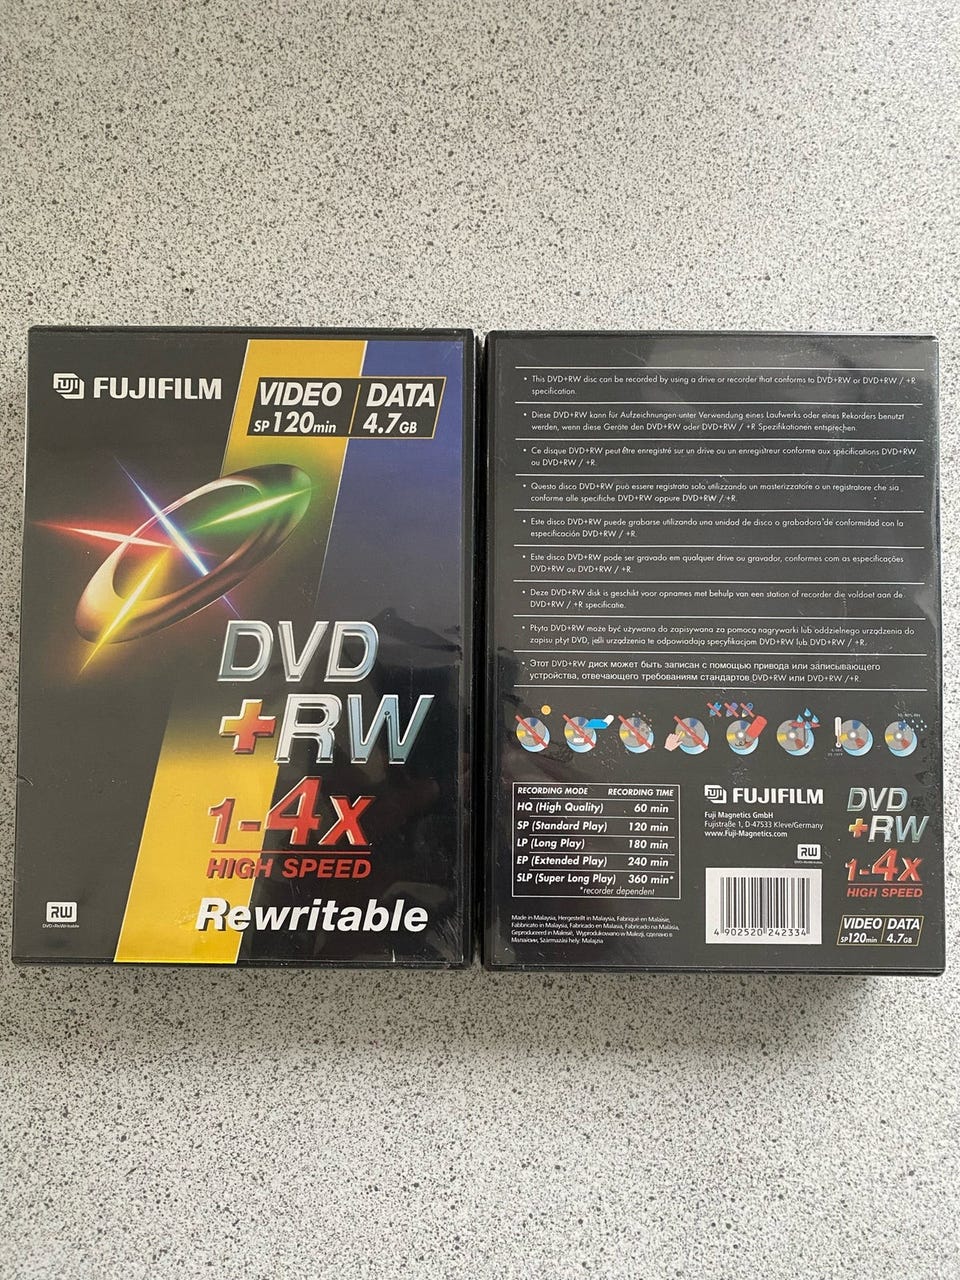 FUJIFILM
VIDEO
SP 120min
DATA
4.7GB
DVD
+RW
1-4x
HIGH SPEED
Rewritable
RW
DVD+ReWritable
• This DVD+RW disc can be recorded by using a drive or recorder that conforms to DVD+RW or DVD+RW / +R
specification.
• Diese DVD+RW kann für Aufzeichnungen unter Verwendung eines Laufwerks oder eines Rekorders benutzt
werden, wenn diese Geräte den DVD+RW oder DVD+RW / +R Spezifikationen entsprechen.
• Ce disque DVD+RW peut être enregistré sur un drive ou un enregistreur conforme aux spécifications DVD+RW
ou DVD+RW / +R.
• Questo disco DVD+RW può essere registrato solo utilizzando un masterizzatore o un registratore che sia
conforme alle specifiche DVD+RW oppure DVD+RW / +R.
• Este disco DVD+RW puede grabarse utilizando una unidad de disco o grabadora de conformidad con la
especificación DVD+RW / +R.
• Este disco DVD+RW pode ser gravado em qualquer drive ou gravador, conformes com as especificações
DVD+RW ou DVD+RW / +R.
• Deze DVD+RW disk is geschikt voor opnames met behulp van een station of recorder die voldoet aan de
DVD+RW / +R specificatie.
• Płyta DVD+RW może być używana do zapisywana za pomocą nagrywarki lub oddzielnego urządzenia do
zapisu płyt DVD, jeśli urządzenie te odpowiadają specyfikacjom DVD+RW lub DVD+RW / +R.
• Этот DVD+RW диск может быть записан с помощью привода или записывающего
устройства, отвечающего требованиям стандартов DVD+RW или DVD+RW /+R.
RECORDING MODE RECORDING TIME
HQ (High Quality) 60 min
SP (Standard Play) 120 min
LP (Long Play) 180 min
EP (Extended Play) 240 min
SLP (Super Long Play) 360 min*
*recorder dependent
FUJIFILM
Fuji Magnetics GmbH
Fujistraße 1, D-47533 Kleve/Germany
www.Fuji-Magnetics.com
RW
DVD+ReWritable
DVD
+RW
1-4x
HIGH SPEED
VIDEO
SP 120min
DATA
4.7GB
Made in Malaysia, Hergestellt in Malaysia, Fabriqué en Malaisie,
Fabbricato in Malaysia, Fabricado en Malasia, Fabricado na Malásia,
Geproduceerd in Maleisië, Wyprodukowano w Malezji, сделано в
Малайзии, Származási hely: Malajzia
4 902520 242334